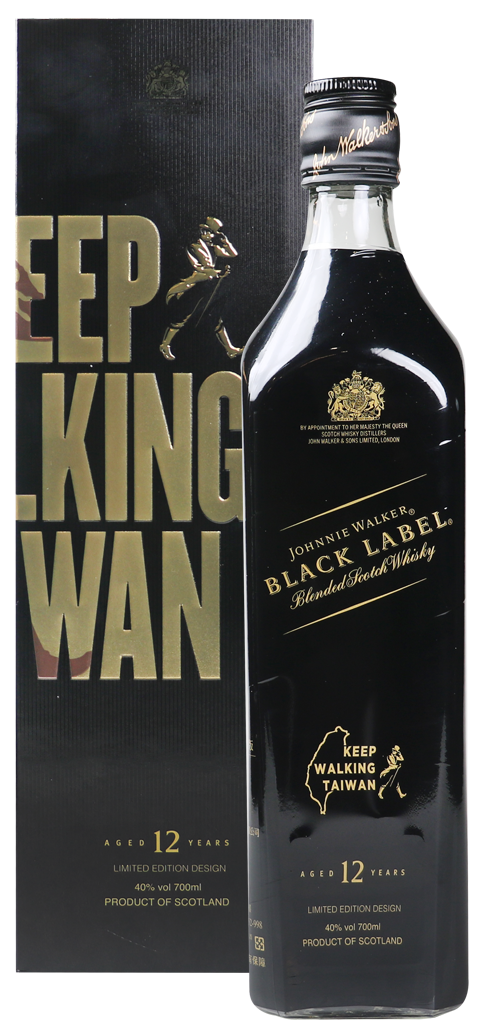 EEP
KING
WAN
AGED 12 YEARS
LIMITED EDITION DESIGN
40% vol 700ml
PRODUCT OF SCOTLAND
John Walker & Sons
BY APPOINTMENT TO HER MAJESTY THE QUEEN
SCOTCH WHISKY DISTILLERS
JOHN WALKER & SONS LIMITED, LONDON
JOHNNIE WALKER®
BLACK LABEL®
Blended Scotch Whisky
KEEP
WALKING
TAIWAN
AGED 12 YEARS
LIMITED EDITION DESIGN
40% vol 700ml
PRODUCT OF SCOTLAND